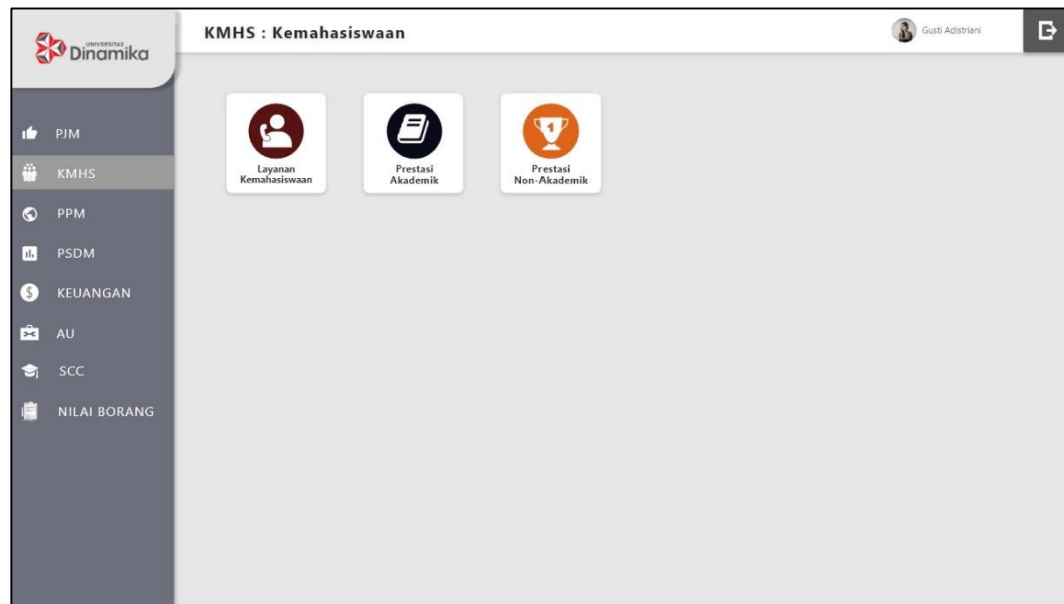 UNIVERSITAS
Dinamika
KMHS : Kemahasiswaan
Gusti Adistriani
PJM
KMHS
PPM
PSDM
KEUANGAN
AU
SCC
NILAI BORANG
Layanan
Kemahasiswaan
Prestasi
Akademik
1
Prestasi
Non-Akademik